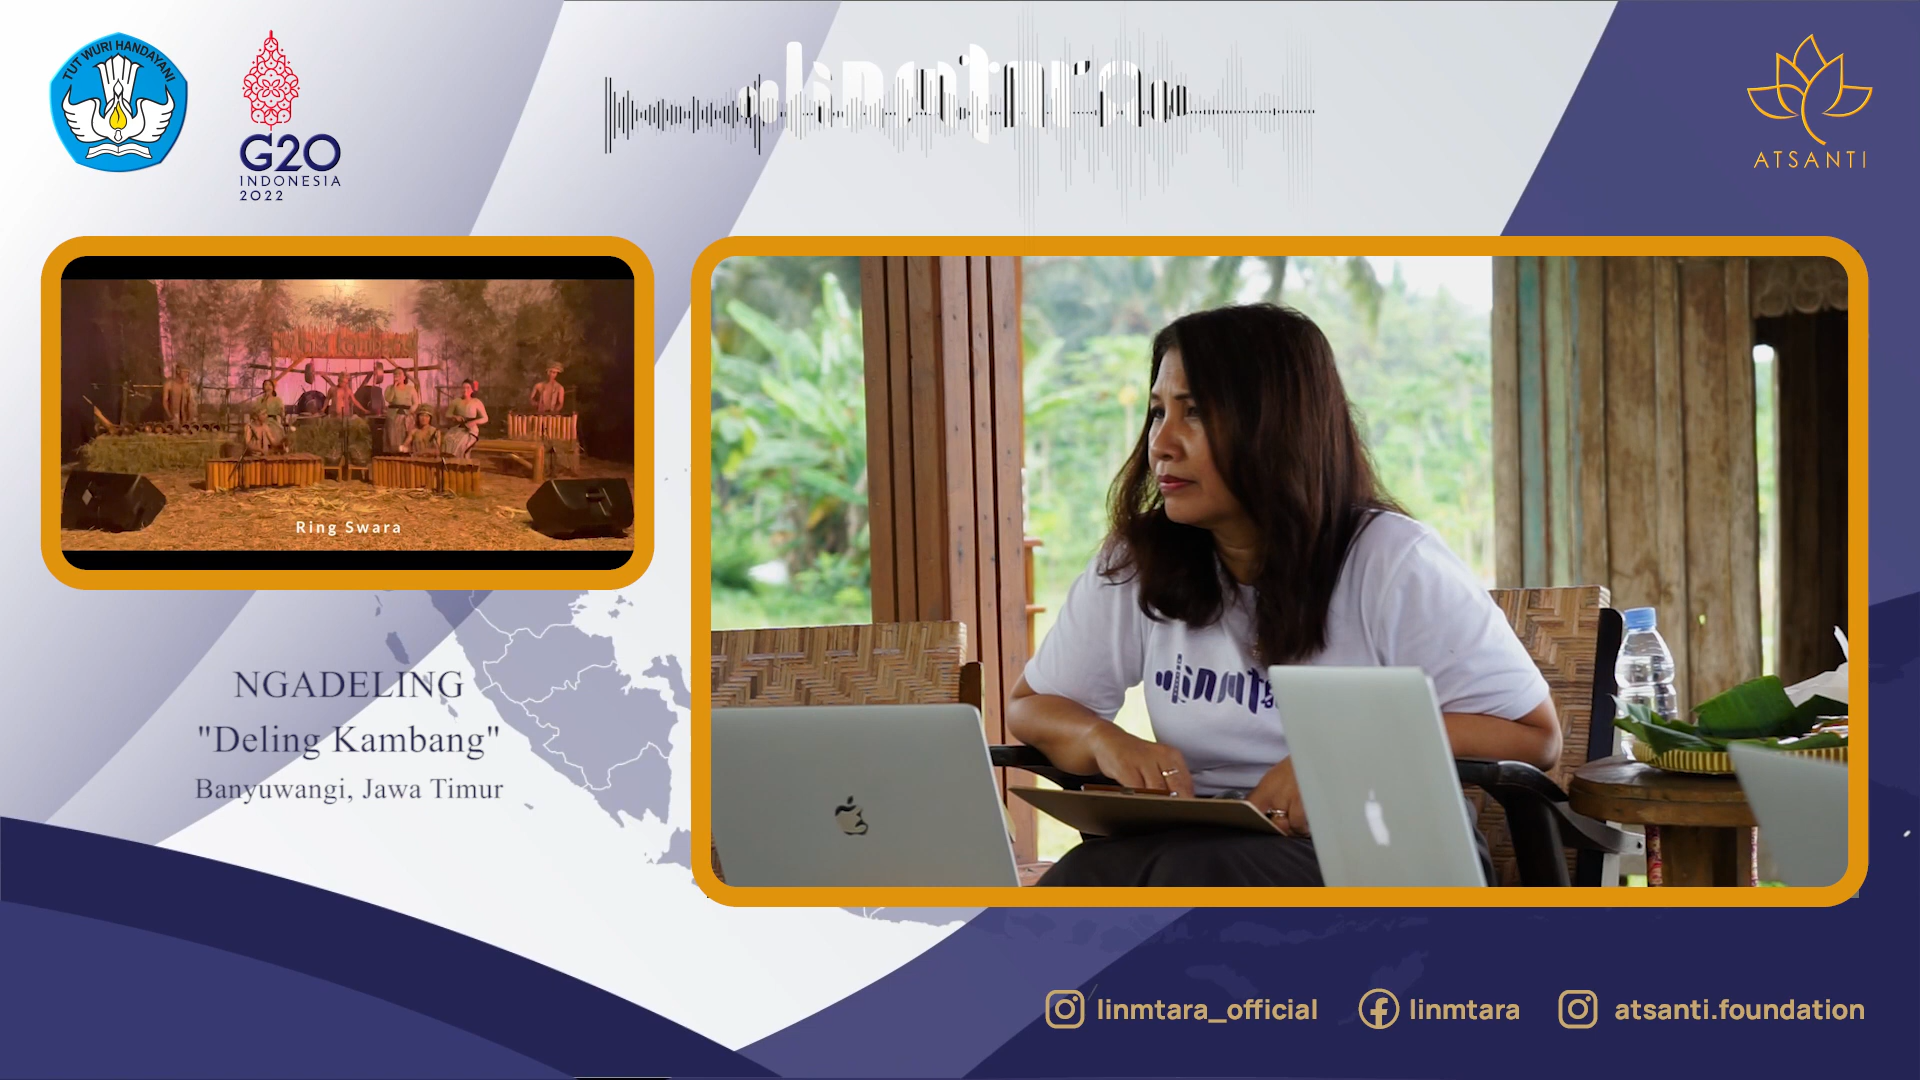 TUT WURI HANDAYANI
G20
INDONESIA
2022
linmtara
ATSANTI
Ring Swara
NGADELING
"Deling Kambang"
Banyuwangi, Jawa Timur
linmtara_official
linmtara
atsanti.foundation